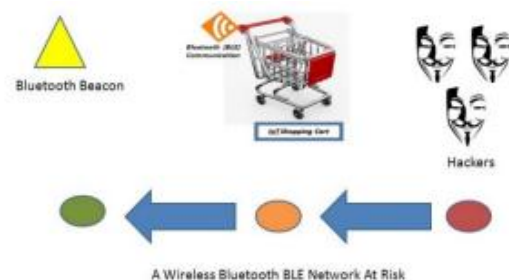 Bluetooth (BLE)
Communication
Bluetooth Beacon
IoT Shopping Cart
Hackers
A Wireless Bluetooth BLE Network At Risk